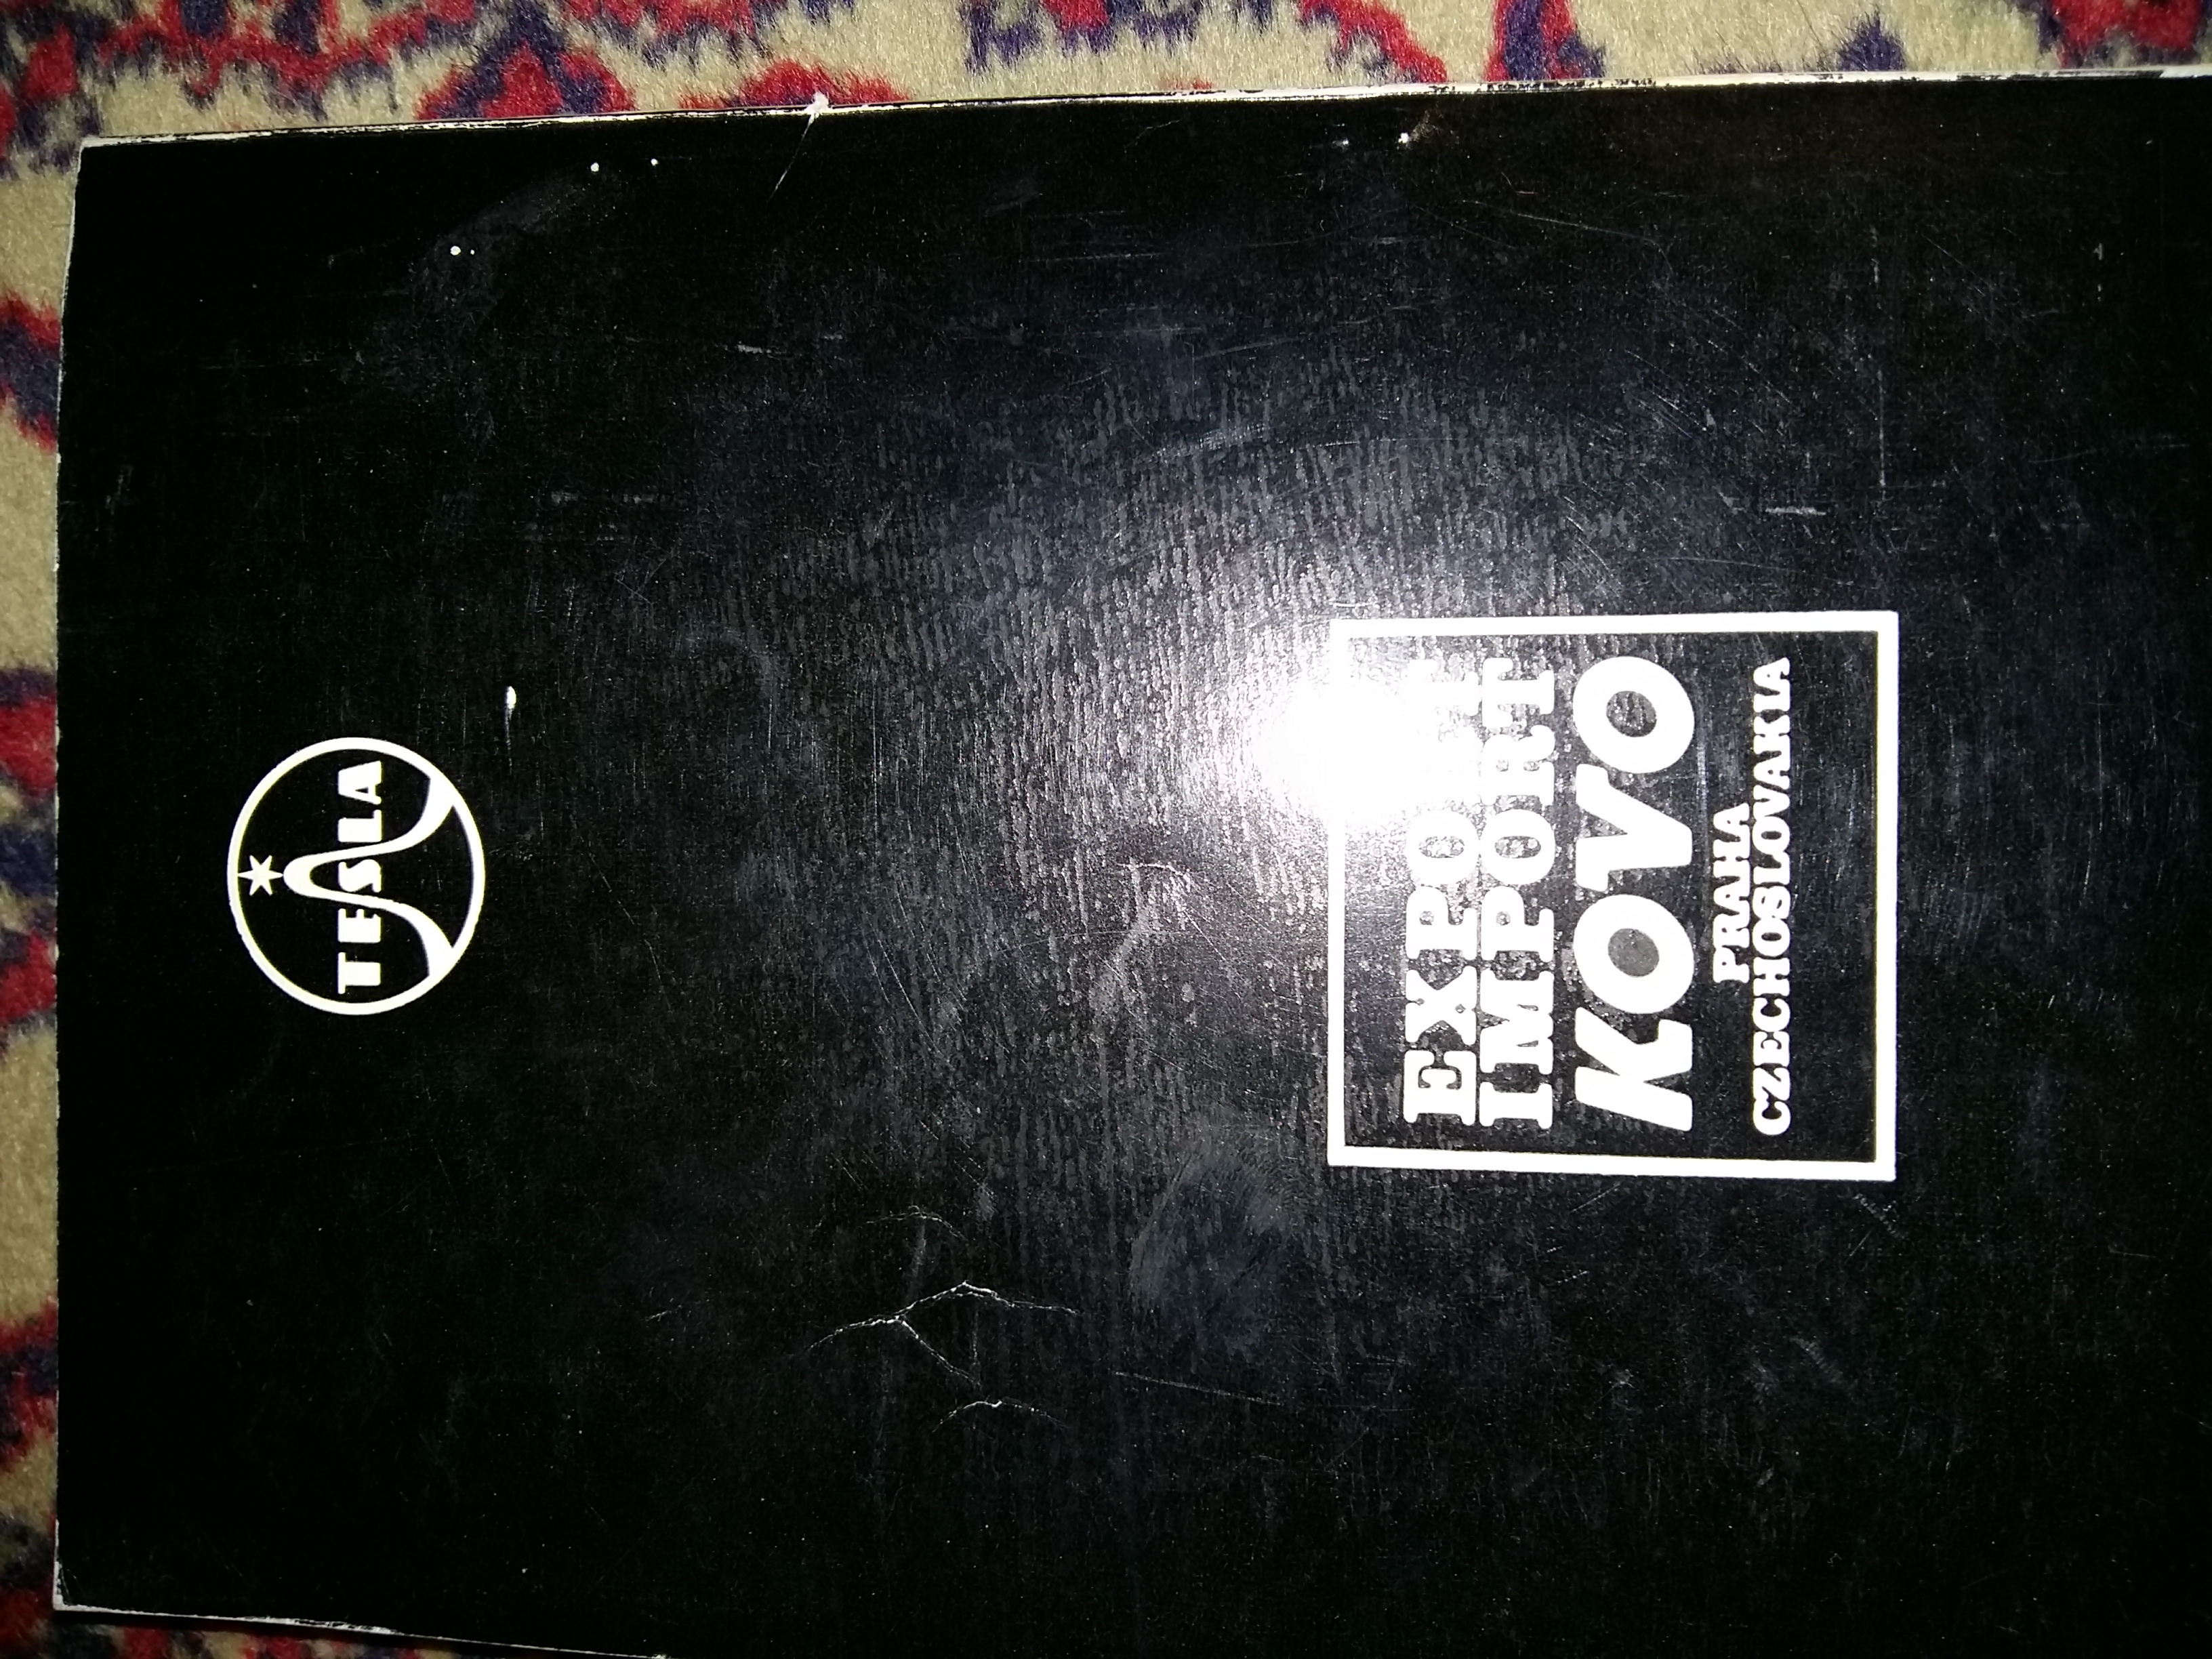 TESLA
EXPORT
IMPORT
KOVO
PRAHA
CZECHOSLOVAKIA